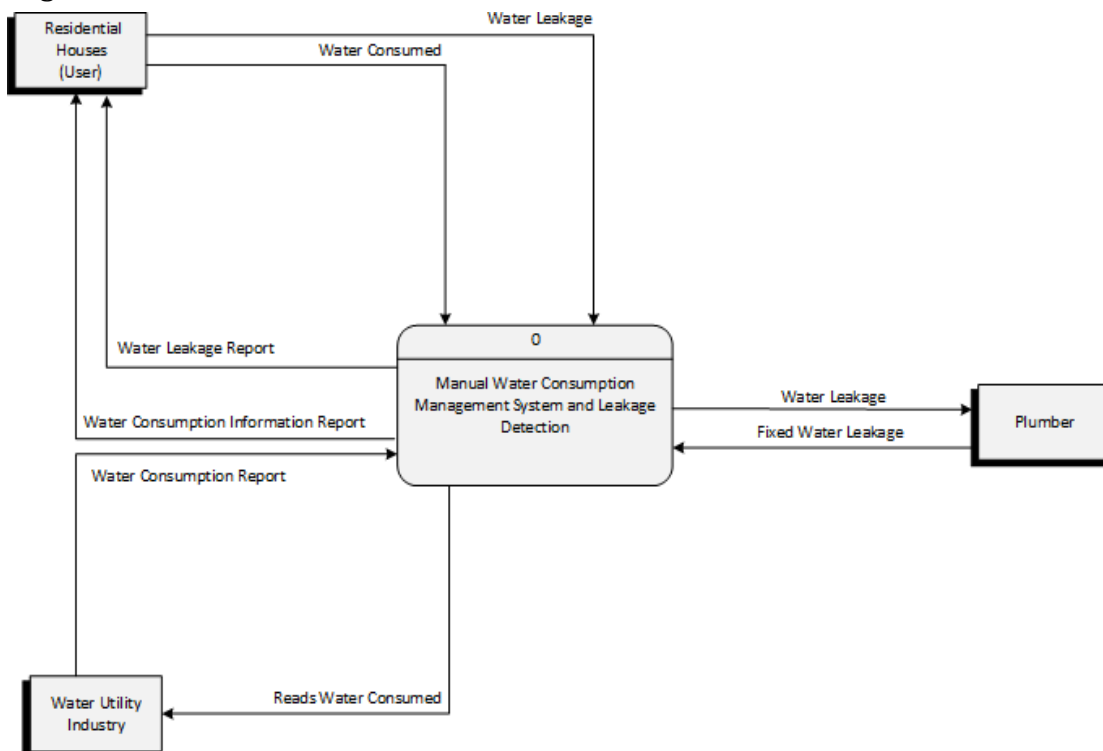 Residential
Houses
(User)
Water Leakage
Water Consumed
0
Manual Water Consumption
Management System and Leakage
Detection
Water Leakage Report
Water Consumption Information Report
Water Consumption Report
Water Leakage
Fixed Water Leakage
Plumber
Reads Water Consumed
Water Utility
Industry